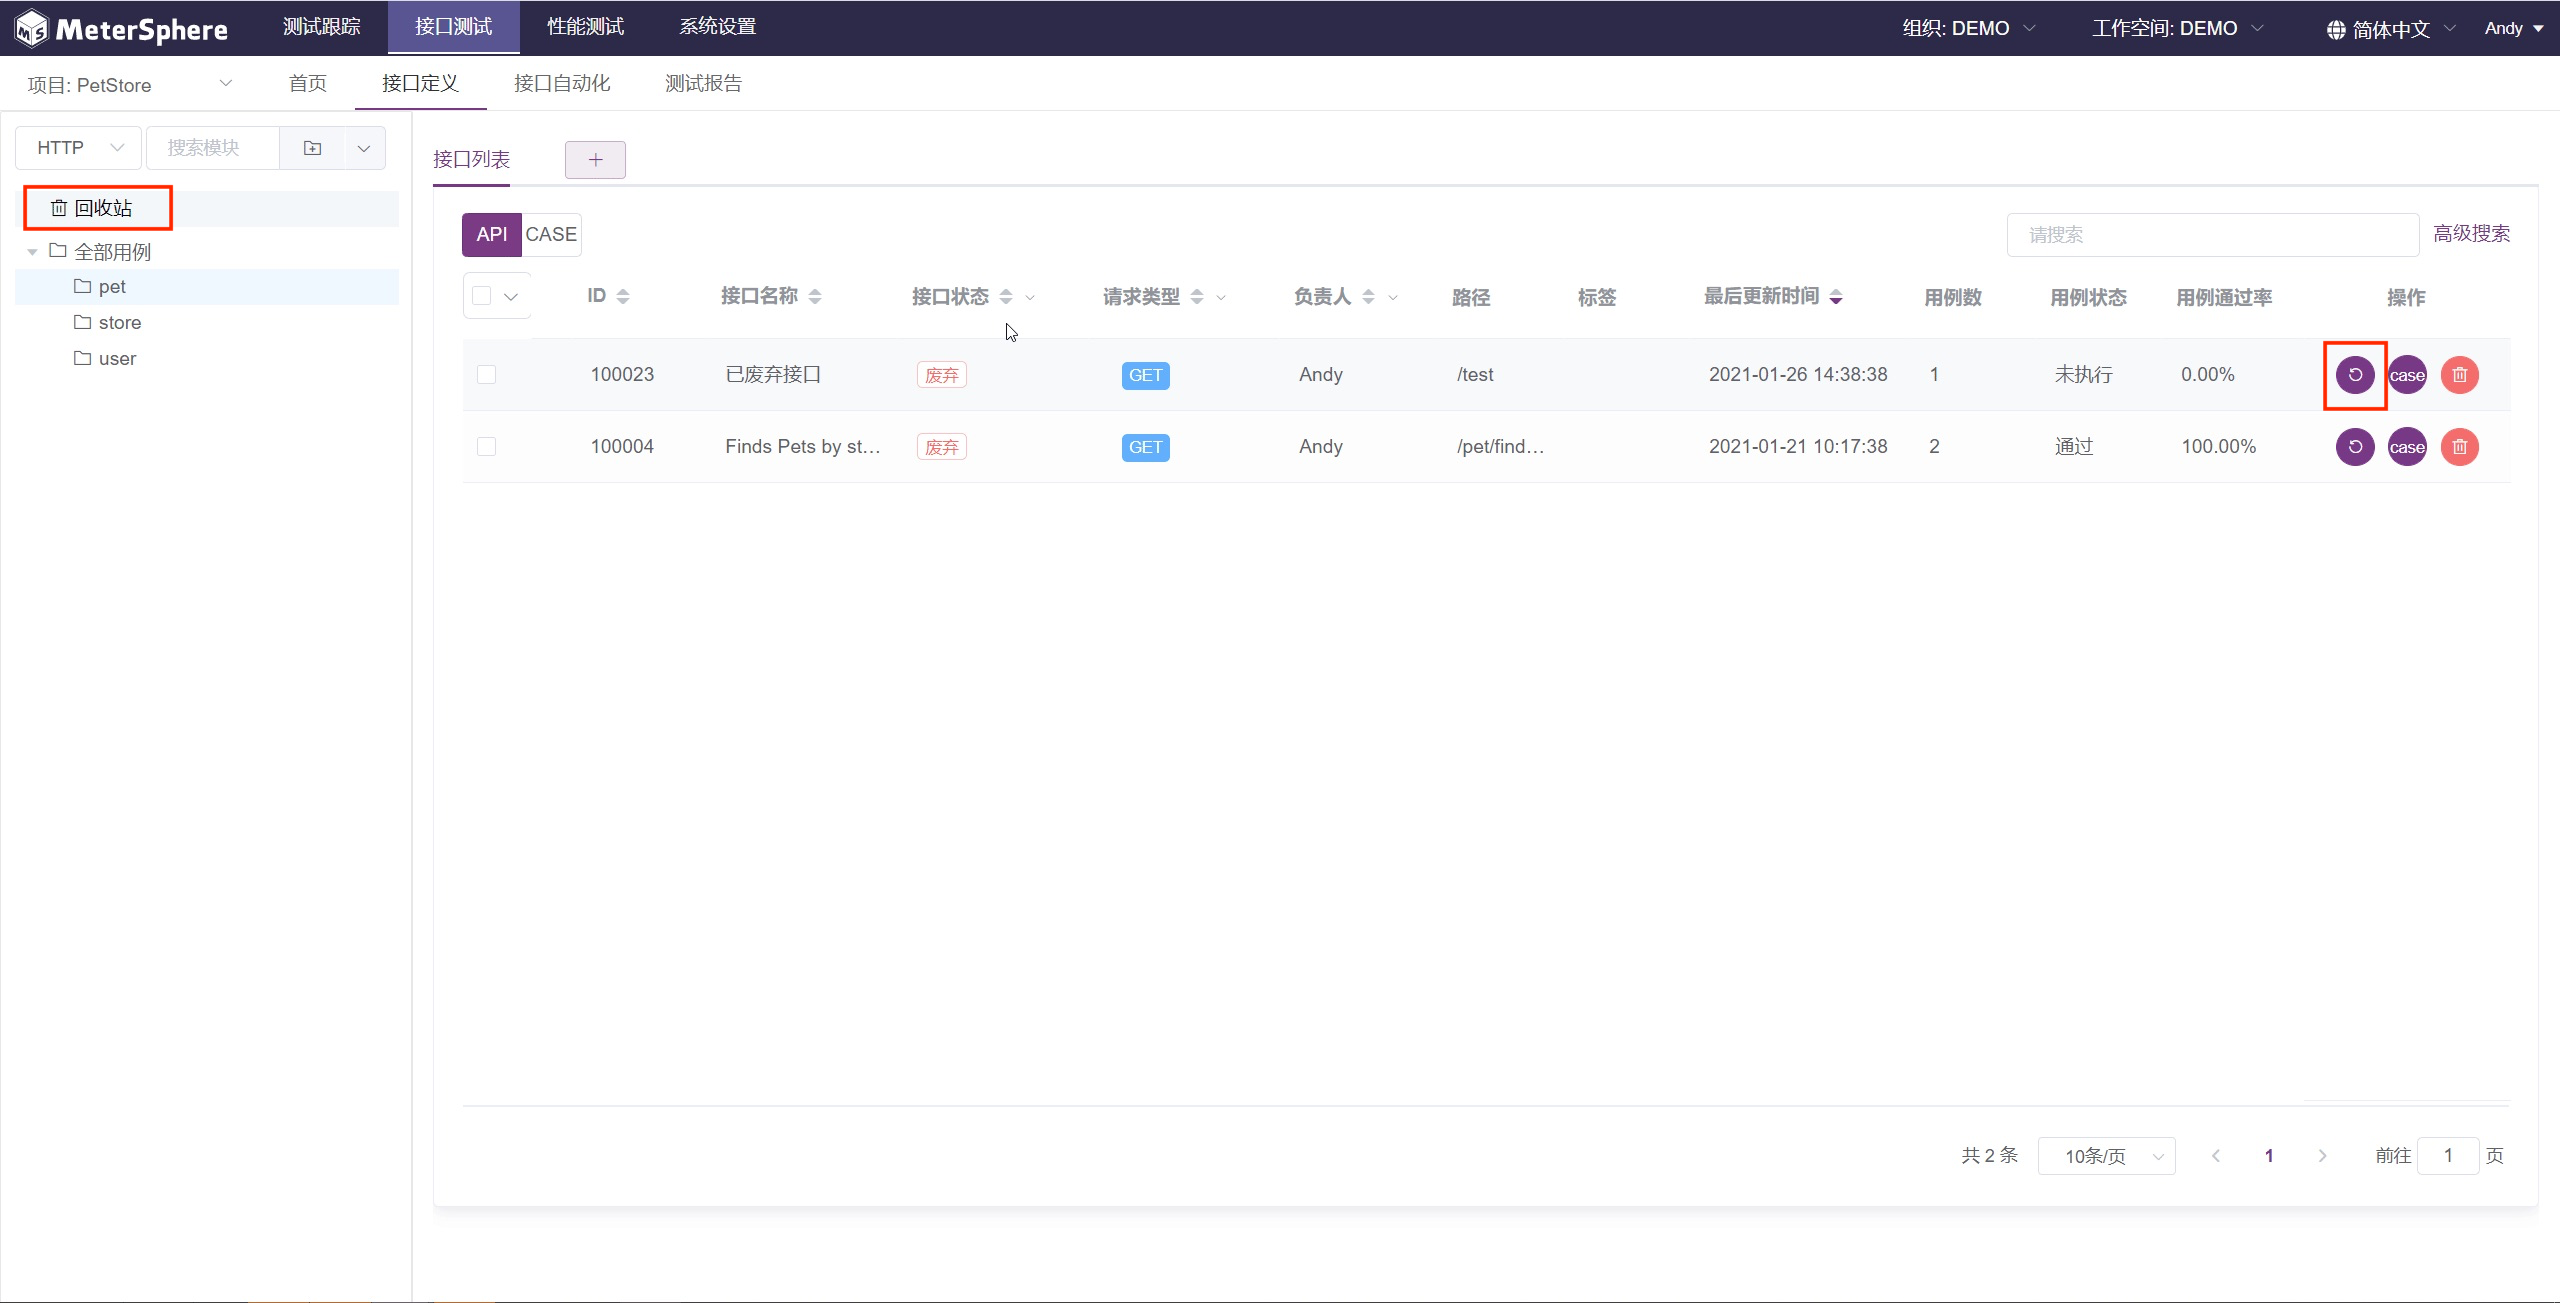 MeterSphere 测试跟踪 接口测试 性能测试 系统设置 组织: DEMO 工作空间: DEMO 简体中文 Andy
项目: PetStore 首页 接口定义 接口自动化 测试报告
HTTP 搜索模块
回收站
全部用例
pet
store
user
接口列表 +
API CASE 请搜索 高级搜索
ID 接口名称 接口状态 请求类型 负责人 路径 标签 最后更新时间 用例数 用例状态 用例通过率 操作
100023 已废弃接口 废弃 GET Andy /test 2021-01-26 14:38:38 1 未执行 0.00% case
100004 Finds Pets by st... 废弃 GET Andy /pet/find... 2021-01-21 10:17:38 2 通过 100.00% case
共 2 条 10条/页 1 前往 1 页